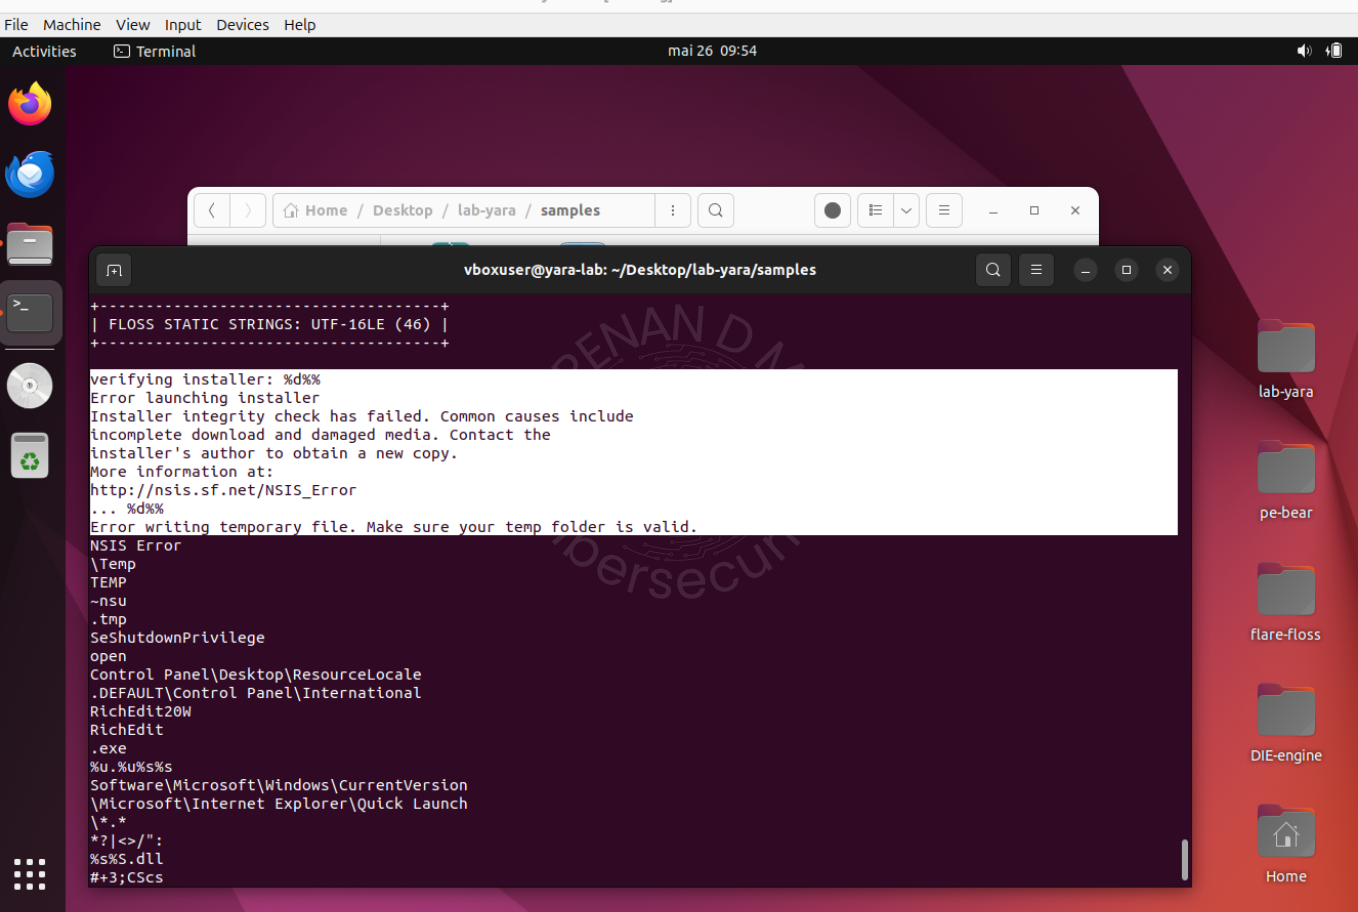 File Machine View Input Devices Help
Activities Terminal mai 26 09:54
Home / Desktop / lab-yara / samples
vboxuser@yara-lab: ~/Desktop/lab-yara/samples
+-------------------------------------+
| FLOSS STATIC STRINGS: UTF-16LE (46) |
+-------------------------------------+
verifying installer: %d%%
Error launching installer
Installer integrity check has failed. Common causes include
incomplete download and damaged media. Contact the
installer's author to obtain a new copy.
More information at:
http://nsis.sf.net/NSIS_Error
... %d%%
Error writing temporary file. Make sure your temp folder is valid.
NSIS Error
\Temp
TEMP
~nsu
.tmp
SeShutdownPrivilege
open
Control Panel\Desktop\ResourceLocale
.DEFAULT\Control Panel\International
RichEdit20W
RichEdit
.exe
%u.%u%s%s
Software\Microsoft\Windows\CurrentVersion
\Microsoft\Internet Explorer\Quick Launch
\*.*
*?|<>/":
%s%S.dll
#+3;CScs
lab-yara
pe-bear
flare-floss
DIE-engine
Home